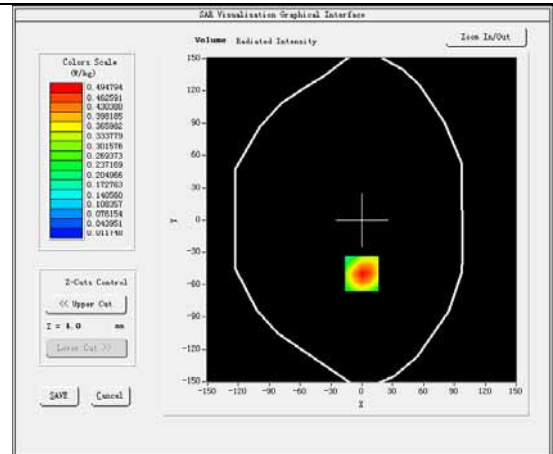 SAR Visualisation Graphical Interface
Volume Radiated Intensity
Zoom In/Out
Colors Scale
(W/kg)
0.494794
0.462591
0.430388
0.398185
0.365982
0.333779
0.301576
0.269373
0.237169
0.204966
0.172763
0.140560
0.108357
0.076154
0.043951
0.011748
Z-Cuts Control
<< Upper Cut
Z = 4.0 mm
Lower Cut >>
SAVE
Cancel
150
120
90
60
30
0
-30
-60
-90
-120
-150
Y
-150 -120 -90 -60 -30 0 30 60 90 120 150
X